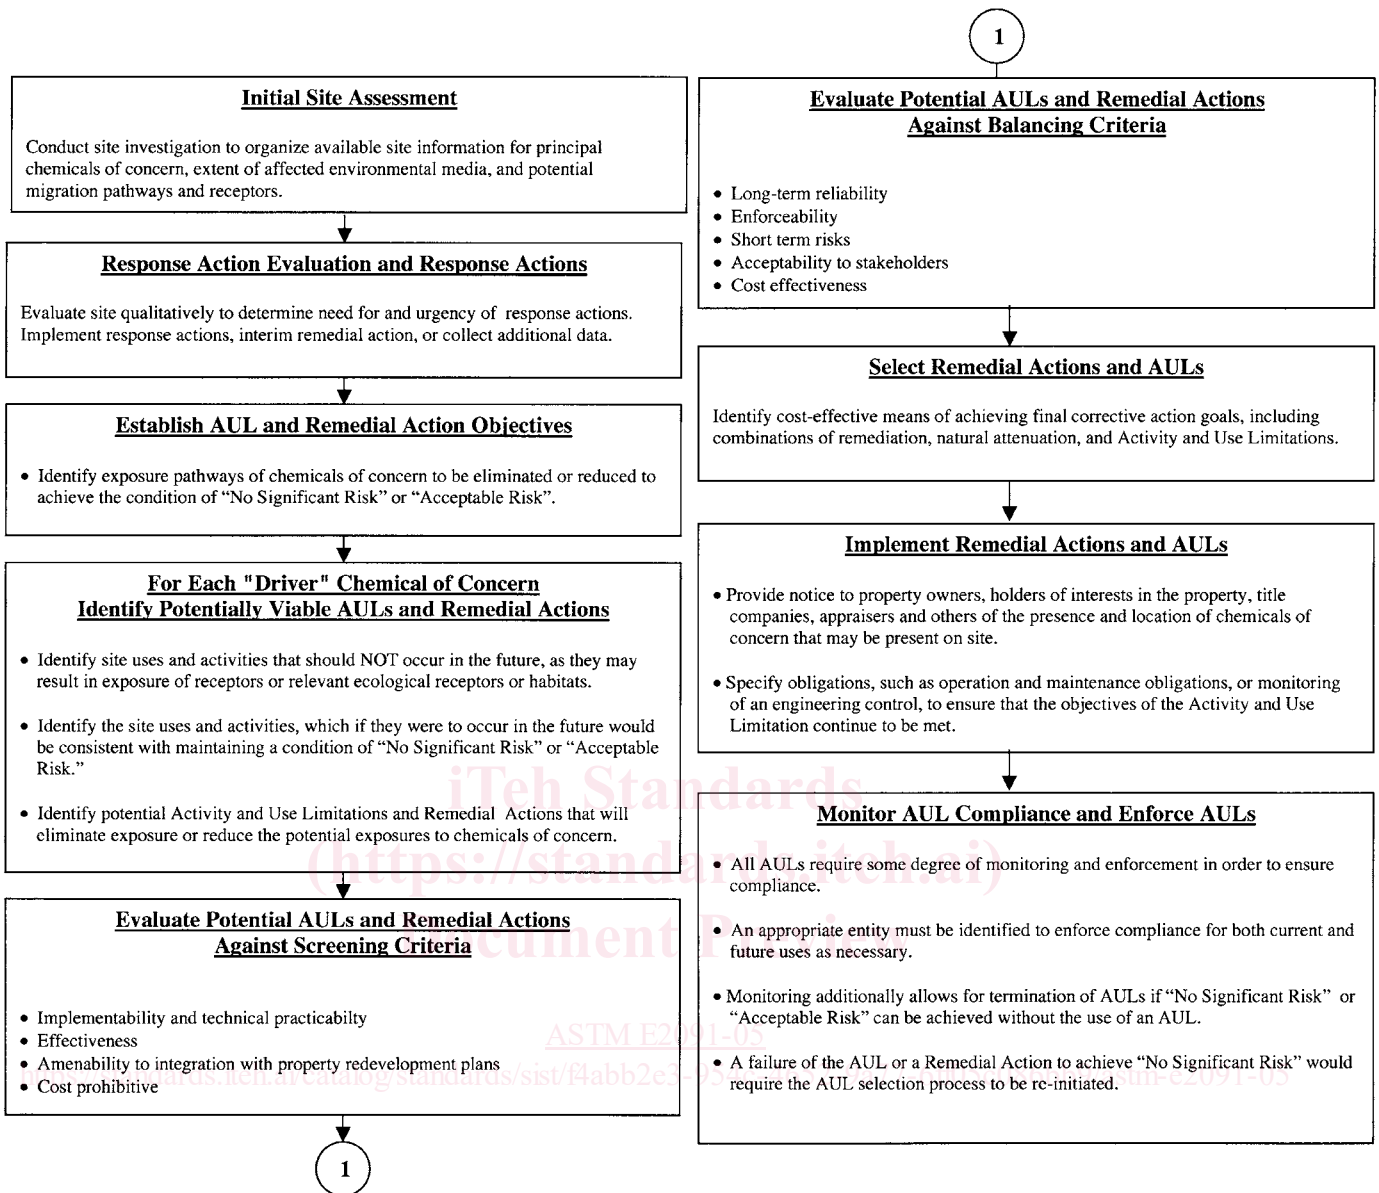 Initial Site Assessment
Conduct site investigation to organize available site information for principal
chemicals of concern, extent of affected environmental media, and potential
migration pathways and receptors.
Response Action Evaluation and Response Actions
Evaluate site qualitatively to determine need for and urgency of response actions.
Implement response actions, interim remedial action, or collect additional data.
Establish AUL and Remedial Action Objectives
• Identify exposure pathways of chemicals of concern to be eliminated or reduced to
achieve the condition of “No Significant Risk” or “Acceptable Risk”.
For Each "Driver" Chemical of Concern
Identify Potentially Viable AULs and Remedial Actions
• Identify site uses and activities that should NOT occur in the future, as they may
result in exposure of receptors or relevant ecological receptors or habitats.
• Identify the site uses and activities, which if they were to occur in the future would
be consistent with maintaining a condition of “No Significant Risk” or “Acceptable
Risk.”
• Identify potential Activity and Use Limitations and Remedial Actions that will
eliminate exposure or reduce the potential exposures to chemicals of concern.
Evaluate Potential AULs and Remedial Actions
Against Screening Criteria
• Implementability and technical practicabilty
• Effectiveness
• Amenability to integration with property redevelopment plans
• Cost prohibitive
1
1
Evaluate Potential AULs and Remedial Actions
Against Balancing Criteria
• Long-term reliability
• Enforceability
• Short term risks
• Acceptability to stakeholders
• Cost effectiveness
Select Remedial Actions and AULs
Identify cost-effective means of achieving final corrective action goals, including
combinations of remediation, natural attenuation, and Activity and Use Limitations.
Implement Remedial Actions and AULs
• Provide notice to property owners, holders of interests in the property, title
companies, appraisers and others of the presence and location of chemicals of
concern that may be present on site.
• Specify obligations, such as operation and maintenance obligations, or monitoring
of an engineering control, to ensure that the objectives of the Activity and Use
Limitation continue to be met.
Monitor AUL Compliance and Enforce AULs
• All AULs require some degree of monitoring and enforcement in order to ensure
compliance.
• An appropriate entity must be identified to enforce compliance for both current and
future uses as necessary.
• Monitoring additionally allows for termination of AULs if “No Significant Risk” or
“Acceptable Risk” can be achieved without the use of an AUL.
• A failure of the AUL or a Remedial Action to achieve “No Significant Risk” would
require the AUL selection process to be re-initiated.
iTeh Standards
(https://standards.iteh.ai)
Document Preview
ASTM E2091-05